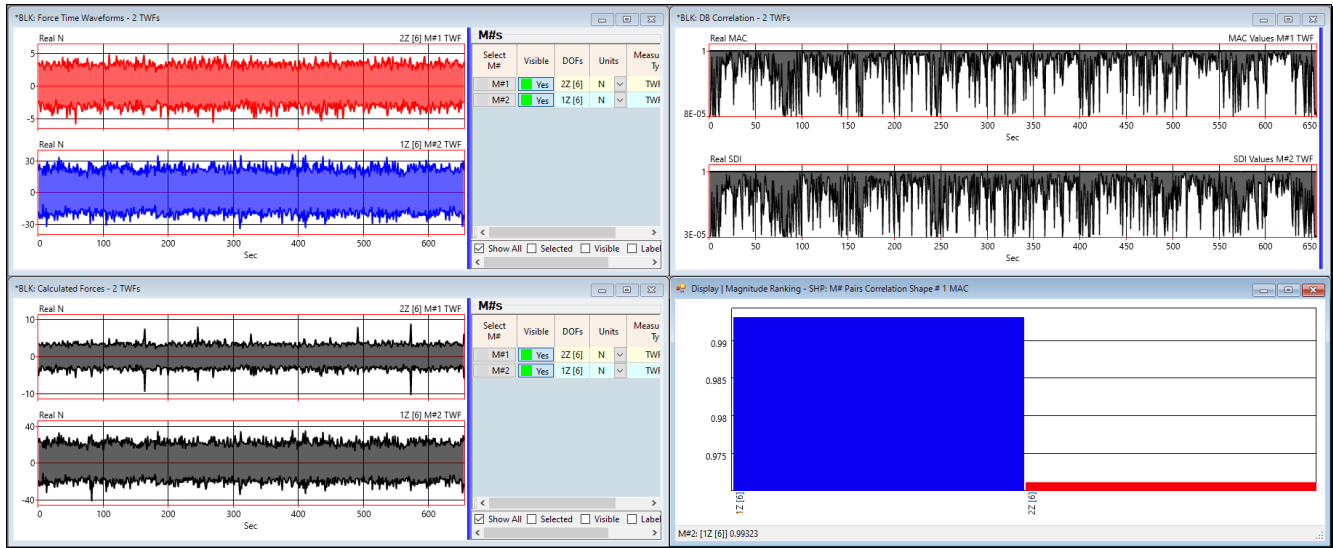 *BLK: Force Time Waveforms - 2 TWFs
Real N 2Z [6] M#1 TWF
5
0
-5
Real N 1Z [6] M#2 TWF
30
0
-30
0 100 200 300 400 500 600
Sec
M#s
Select M# Visible DOFs Units Measu Ty
M#1 Yes 2Z [6] N TWF
M#2 Yes 1Z [6] N TWF
Show All Selected Visible Label
*BLK: DB Correlation - 2 TWFs
Real MAC MAC Values M#1 TWF
1
8E-05
0 50 100 150 200 250 300 350 400 450 500 550 600 650
Sec
Real SDI SDI Values M#2 TWF
1
3E-05
0 50 100 150 200 250 300 350 400 450 500 550 600 650
Sec
*BLK: Calculated Forces - 2 TWFs
Real N 2Z [6] M#1 TWF
10
0
-10
Real N 1Z [6] M#2 TWF
40
0
-40
0 100 200 300 400 500 600
Sec
M#s
Select M# Visible DOFs Units Measu Ty
M#1 Yes 2Z [6] N TWF
M#2 Yes 1Z [6] N TWF
Show All Selected Visible Label
Display | Magnitude Ranking - SHP: M# Pairs Correlation Shape # 1 MAC
0.99
0.985
0.98
0.975
1Z [6] 2Z [6]
M#2: [1Z [6]] 0.99323